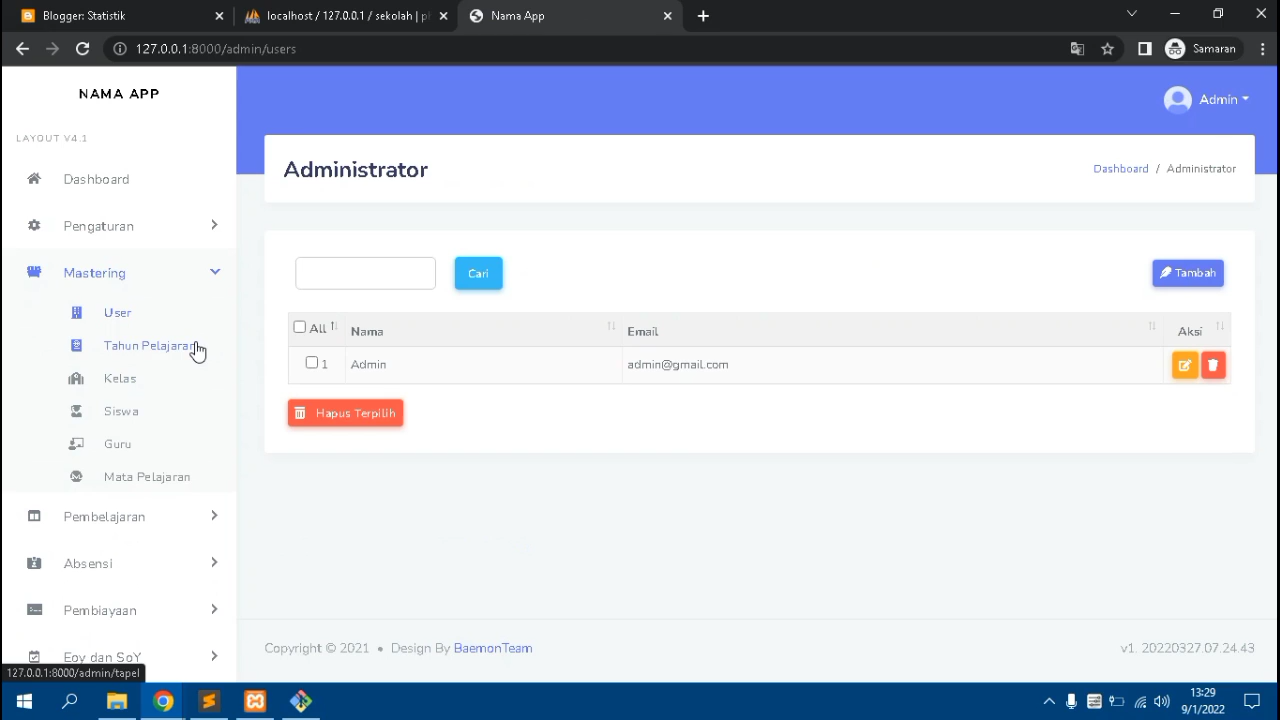 Blogger: Statistik
localhost / 127.0.0.1 / sekolah | p
Nama App
127.0.0.1:8000/admin/users
Samaran
NAMA APP
LAYOUT V4.1
Dashboard
Pengaturan
Mastering
User
Tahun Pelajaran
Kelas
Siswa
Guru
Mata Pelajaran
Pembelajaran
Absensi
Pembiayaan
Eoy dan SoY
127.0.0.1:8000/admin/tapel
Admin
Administrator
Dashboard / Administrator
Cari
Tambah
All Nama Email Aksi
1 Admin admin@gmail.com
Hapus Terpilih
Copyright © 2021 • Design By BaemonTeam
v1. 20220327.07.24.43
13:29
9/1/2022